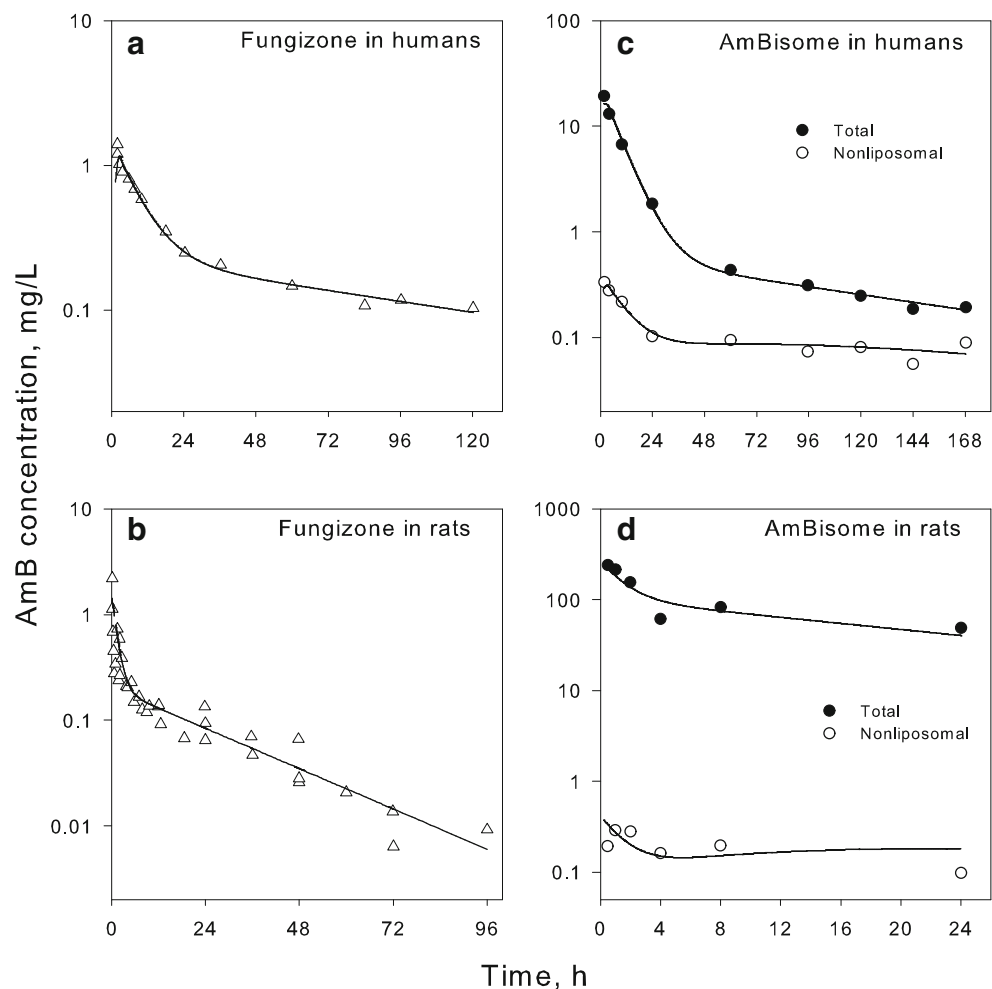 AmB concentration, mg/L
a Fungizone in humans
10
1
0.1
0 24 48 72 96 120
c AmBisome in humans
100
10
1
0.1
Total
Nonliposomal
0 24 48 72 96 120 144 168
b Fungizone in rats
10
1
0.1
0.01
0 24 48 72 96
d AmBisome in rats
1000
100
10
1
0.1
Total
Nonliposomal
0 4 8 12 16 20 24
Time, h